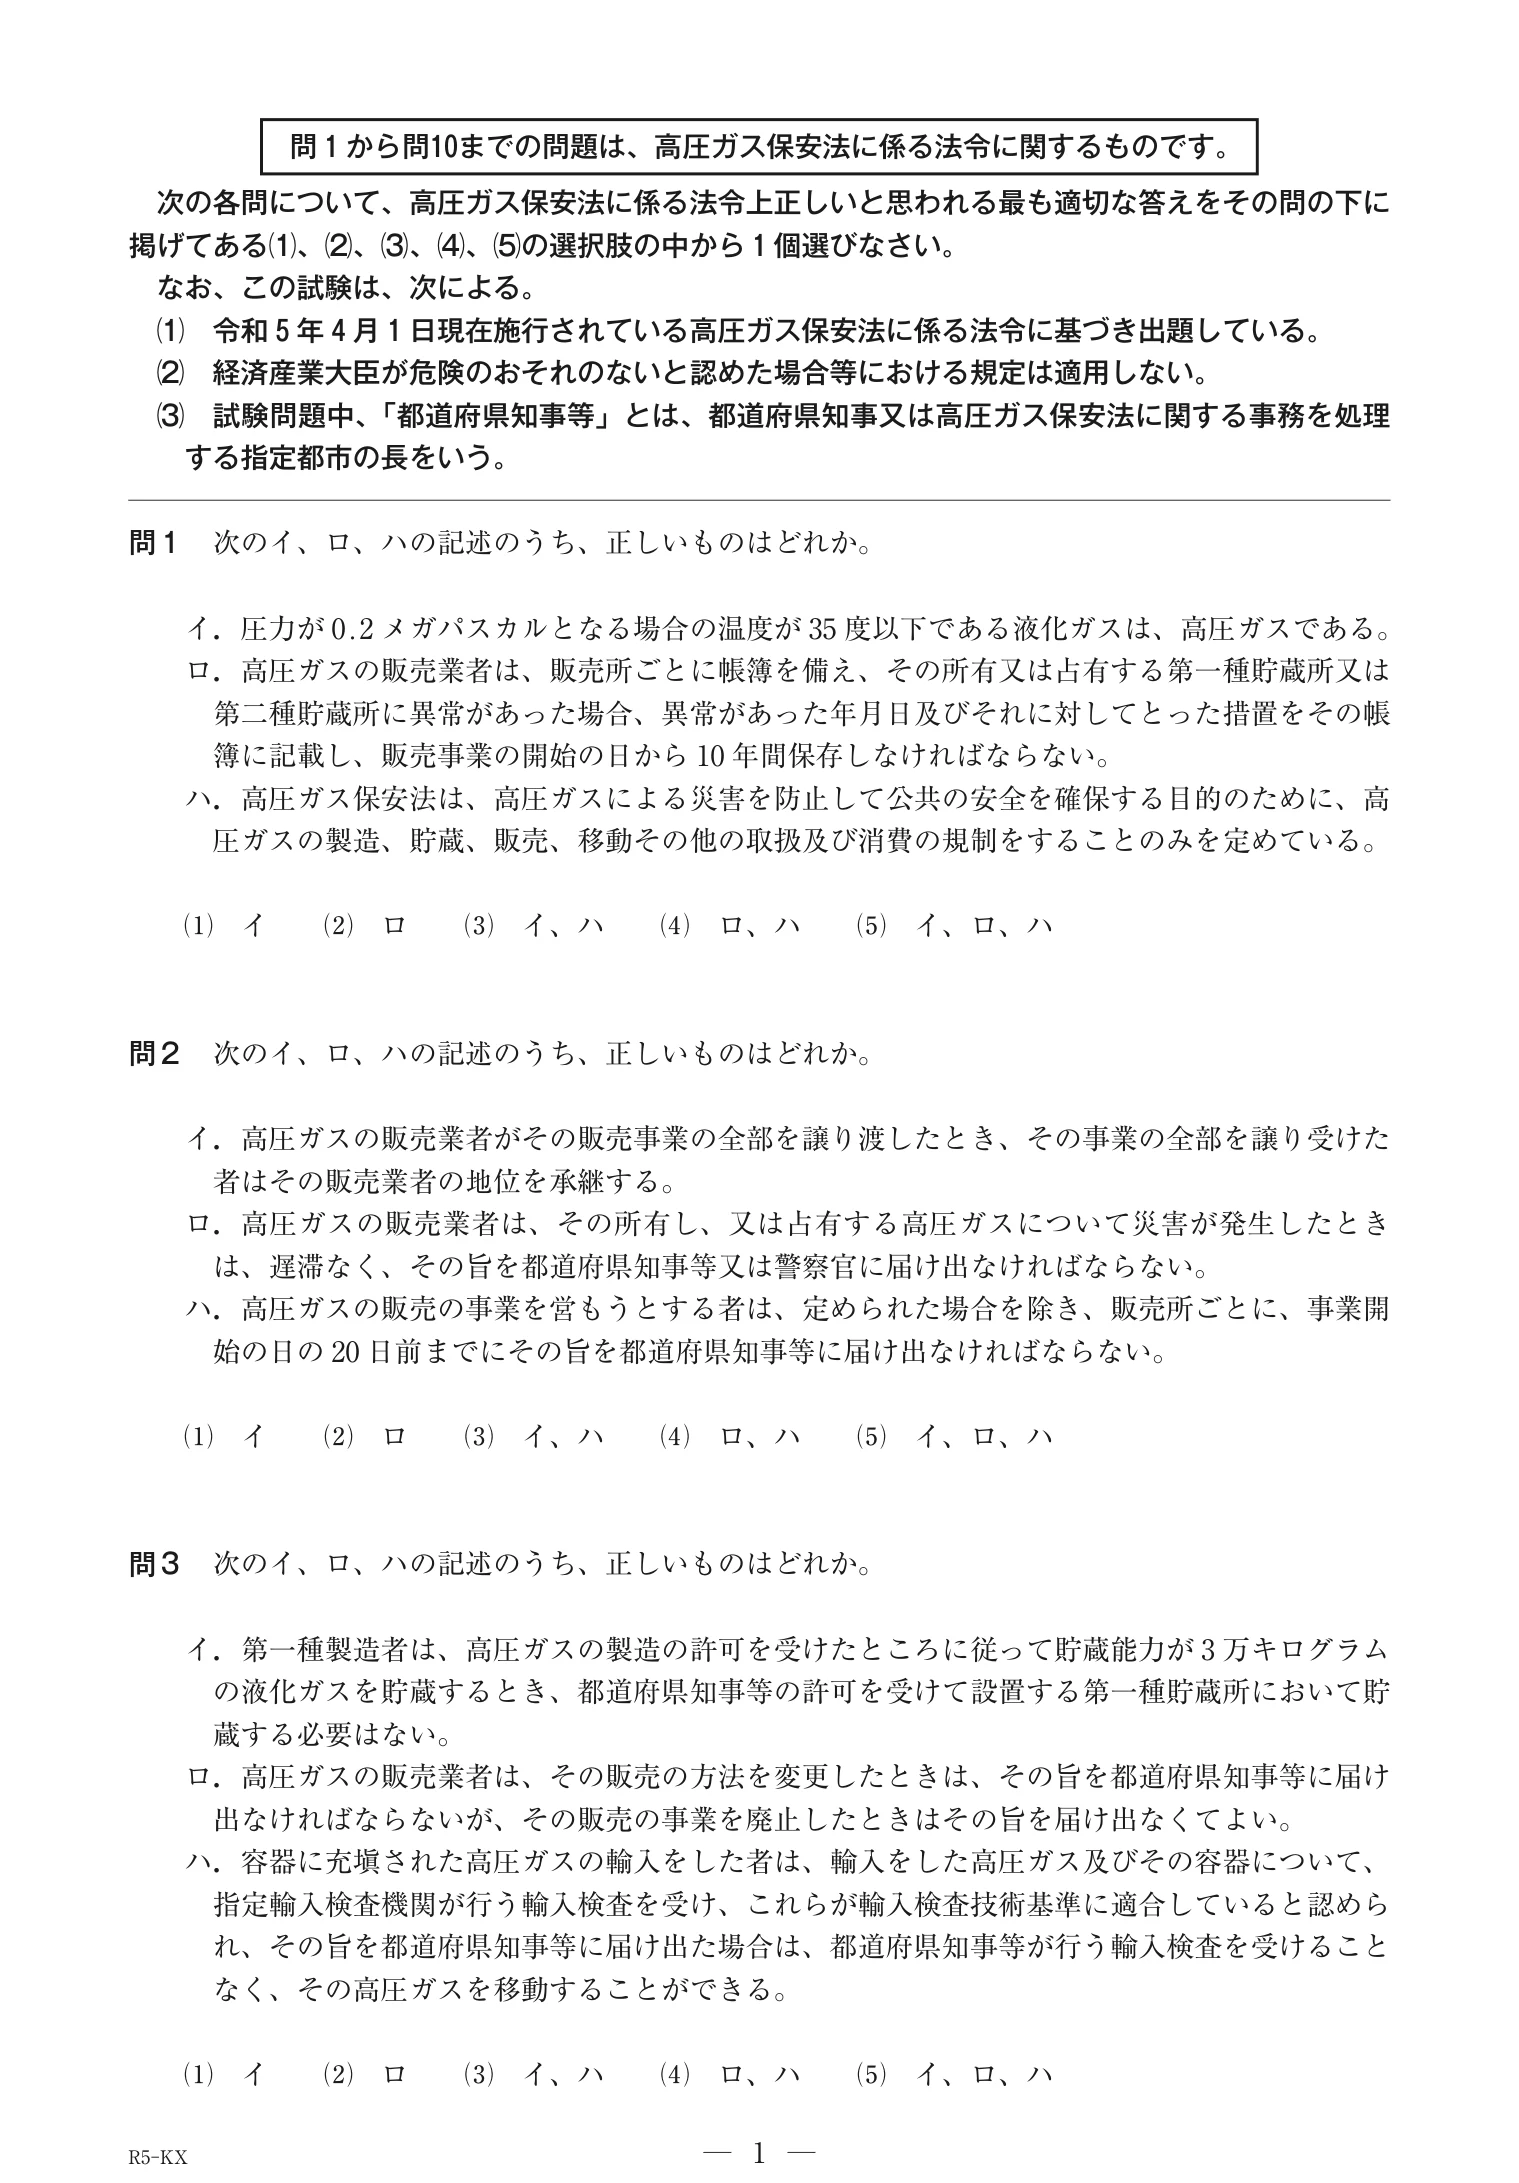 問1から問10までの問題は、高圧ガス保安法に係る法令に関するものです。
次の各問について、高圧ガス保安法に係る法令上正しいと思われる最も適切な答えをその問の下に
掲げてある(1)、(2)、(3)、(4)、(5)の選択肢の中から1個選びなさい。
なお、この試験は、次による。
(1) 令和5年4月1日現在施行されている高圧ガス保安法に係る法令に基づき出題している。
(2) 経済産業大臣が危険のおそれのないと認めた場合等における規定は適用しない。
(3) 試験問題中、「都道府県知事等」とは、都道府県知事又は高圧ガス保安法に関する事務を処理
する指定都市の長をいう。
問1 次のイ、ロ、ハの記述のうち、正しいものはどれか。
イ．圧力が0.2メガパスカルとなる場合の温度が35度以下である液化ガスは、高圧ガスである。
ロ．高圧ガスの販売業者は、販売所ごとに帳簿を備え、その所有又は占有する第一種貯蔵所又は
第二種貯蔵所に異常があった場合、異常があった年月日及びそれに対してとった措置をその帳
簿に記載し、販売事業の開始の日から10年間保存しなければならない。
ハ．高圧ガス保安法は、高圧ガスによる災害を防止して公共の安全を確保する目的のために、高
圧ガスの製造、貯蔵、販売、移動その他の取扱及び消費の規制をすることのみを定めている。
(1) イ (2) ロ (3) イ、ハ (4) ロ、ハ (5) イ、ロ、ハ
問2 次のイ、ロ、ハの記述のうち、正しいものはどれか。
イ．高圧ガスの販売業者がその販売事業の全部を譲り渡したとき、その事業の全部を譲り受けた
者はその販売業者の地位を承継する。
ロ．高圧ガスの販売業者は、その所有し、又は占有する高圧ガスについて災害が発生したとき
は、遅滞なく、その旨を都道府県知事等又は警察官に届け出なければならない。
ハ．高圧ガスの販売の事業を営もうとする者は、定められた場合を除き、販売所ごとに、事業開
始の日の20日前までにその旨を都道府県知事等に届け出なければならない。
(1) イ (2) ロ (3) イ、ハ (4) ロ、ハ (5) イ、ロ、ハ
問3 次のイ、ロ、ハの記述のうち、正しいものはどれか。
イ．第一種製造者は、高圧ガスの製造の許可を受けたところに従って貯蔵能力が3万キログラム
の液化ガスを貯蔵するとき、都道府県知事等の許可を受けて設置する第一種貯蔵所において貯
蔵する必要はない。
ロ．高圧ガスの販売業者は、その販売の方法を変更したときは、その旨を都道府県知事等に届け
出なければならないが、その販売の事業を廃止したときはその旨を届け出なくてよい。
ハ．容器に充塡された高圧ガスの輸入をした者は、輸入をした高圧ガス及びその容器について、
指定輸入検査機関が行う輸入検査を受け、これらが輸入検査技術基準に適合していると認めら
れ、その旨を都道府県知事等に届け出た場合は、都道府県知事等が行う輸入検査を受けること
なく、その高圧ガスを移動することができる。
(1) イ (2) ロ (3) イ、ハ (4) ロ、ハ (5) イ、ロ、ハ
R5-KX
— 1 —